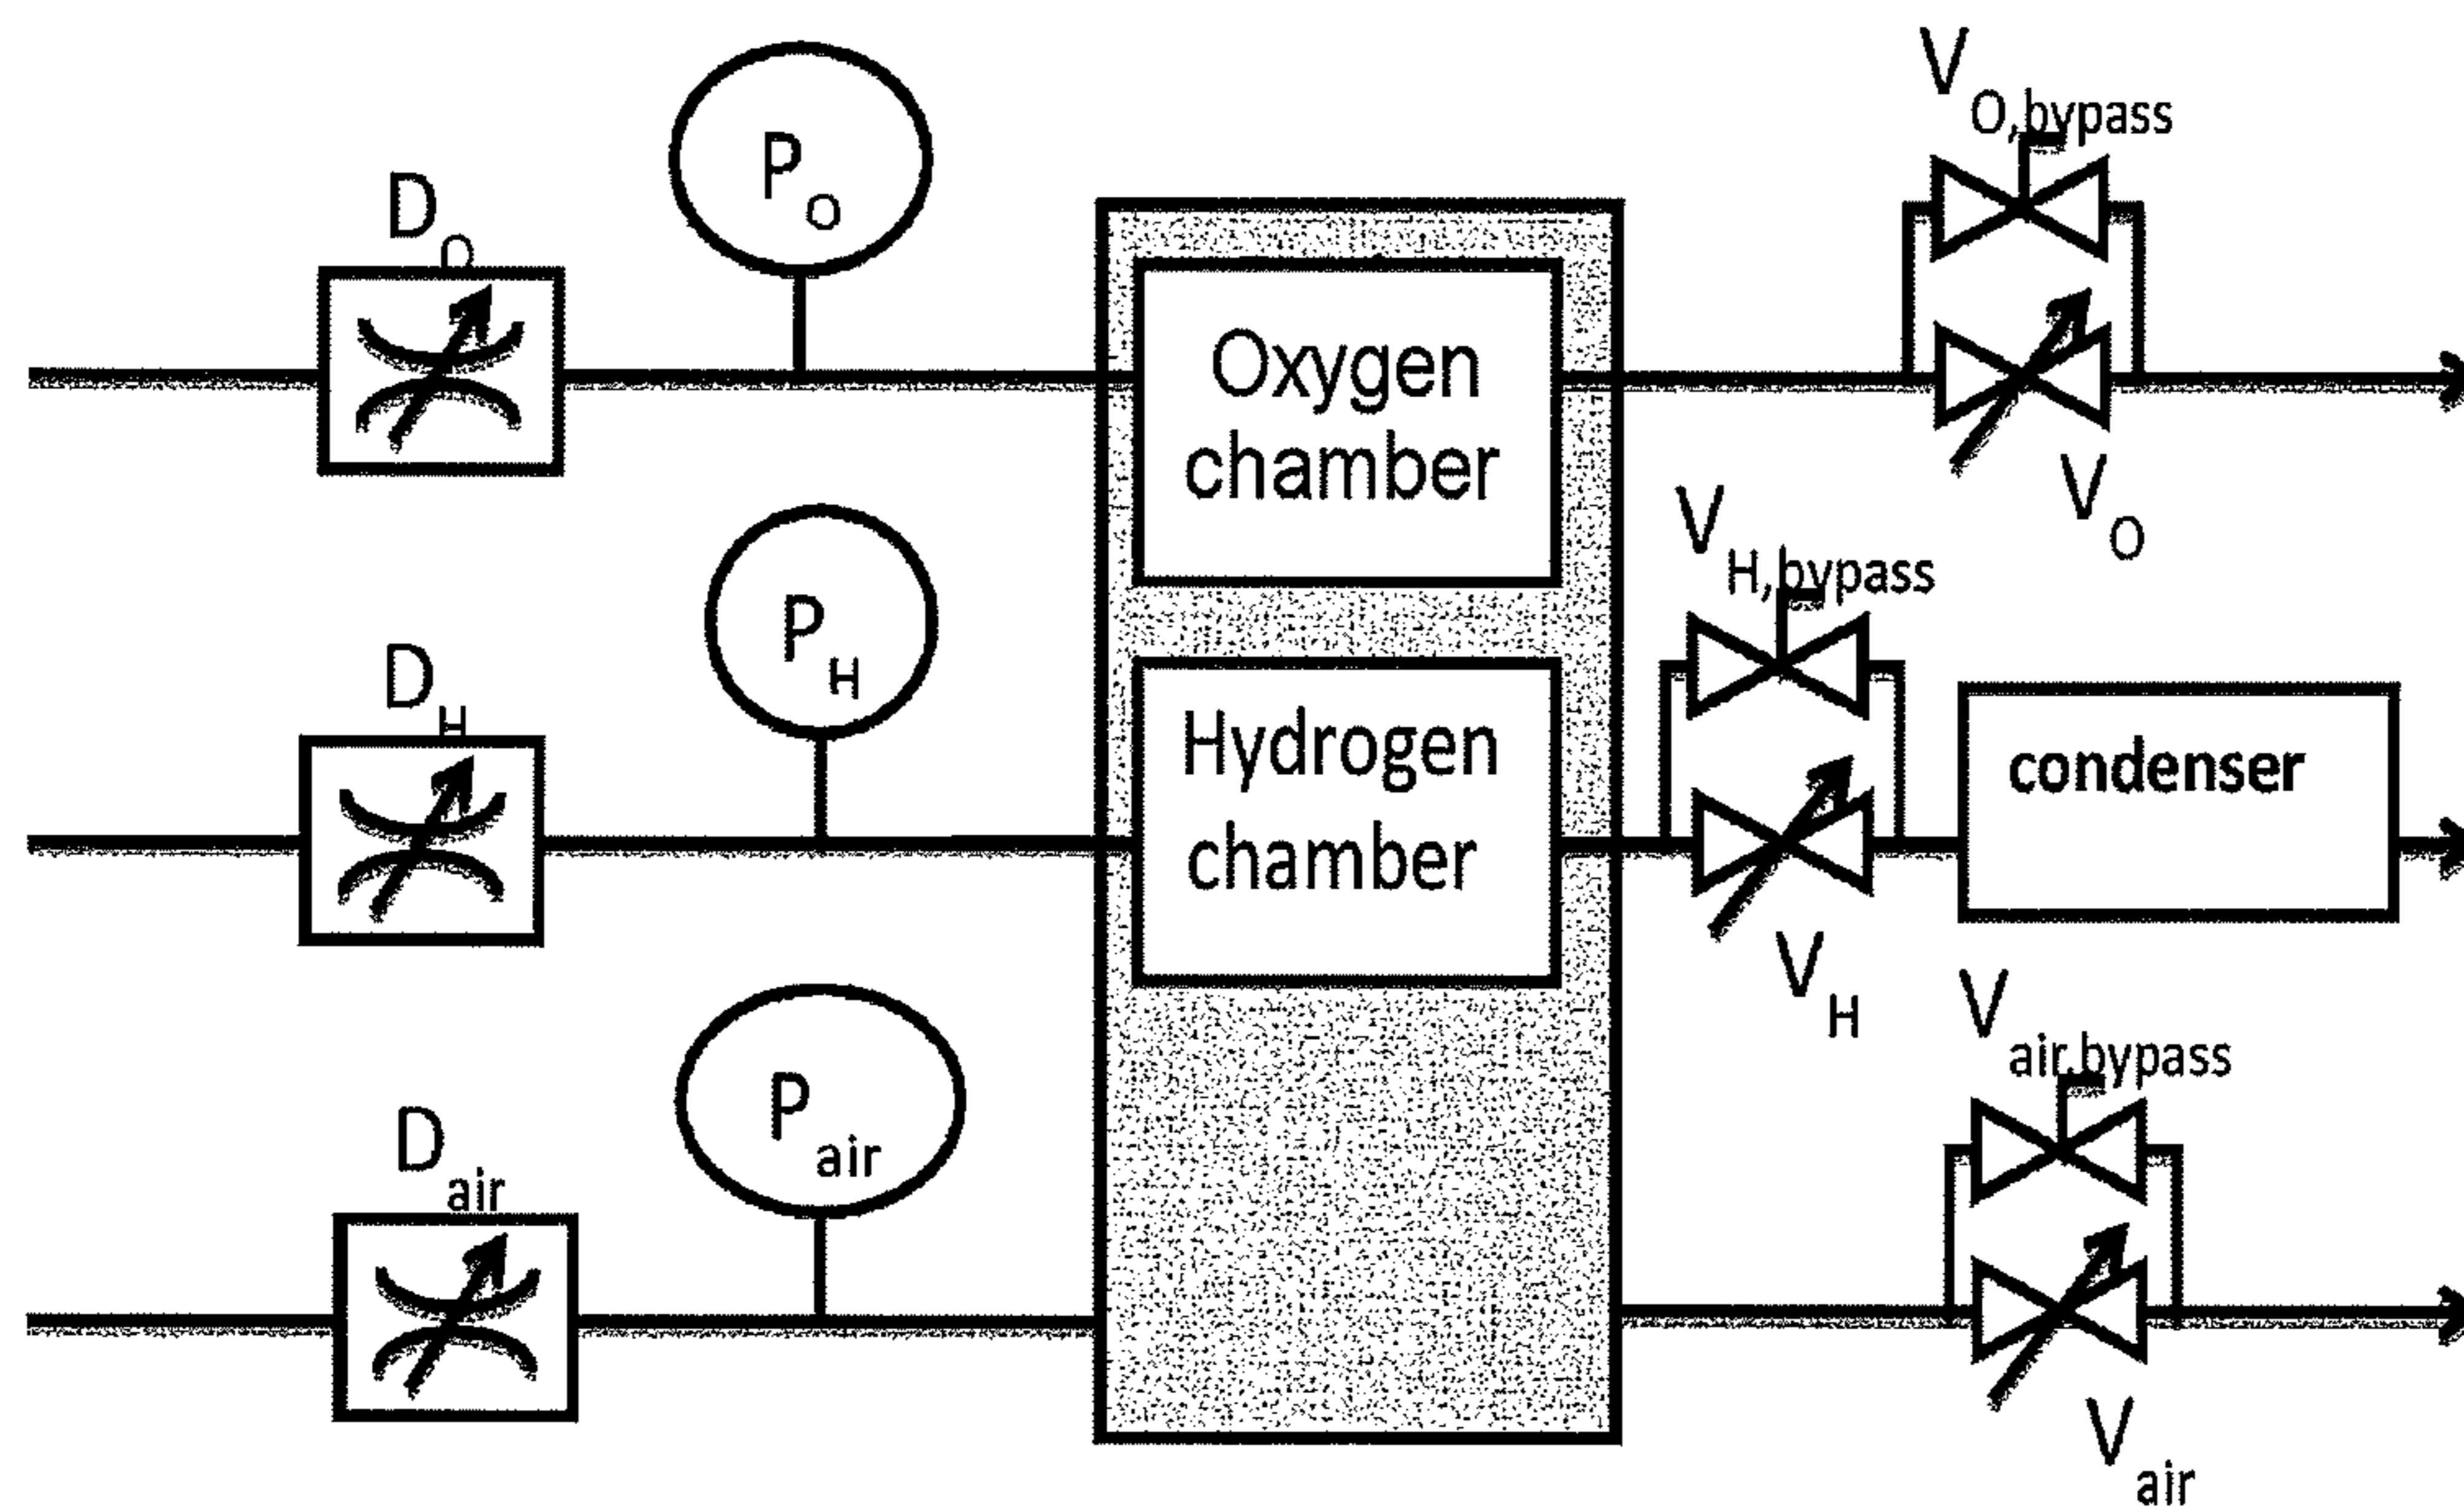 V O,bypass
P O
D O
Oxygen
chamber
V O
V H,bypass
P H
D H
Hydrogen
chamber
condenser
V H
V air,bypass
P air
D air
V air